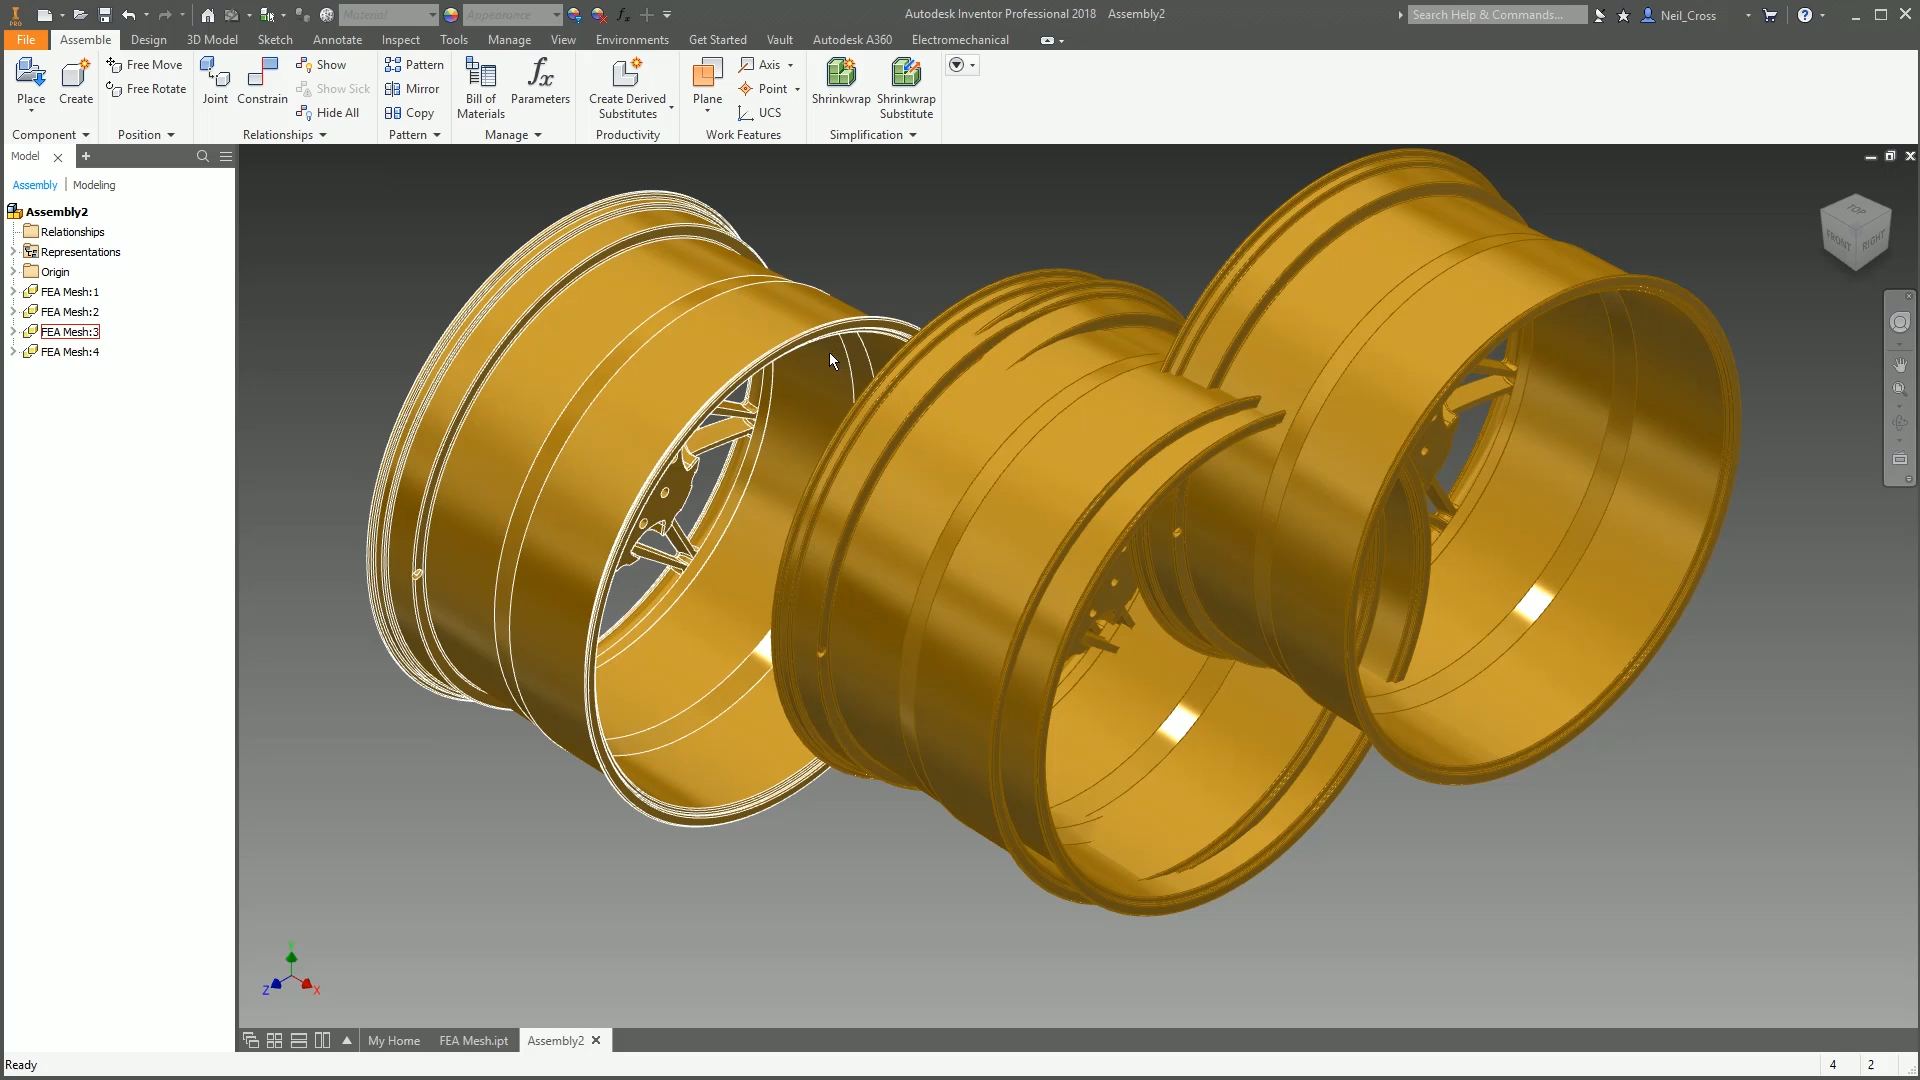 Material
Appearance
Autodesk Inventor Professional 2018 Assembly2
Search Help & Commands...
Neil_Cross
File Assemble Design 3D Model Sketch Annotate Inspect Tools Manage View Environments Get Started Vault Autodesk A360 Electromechanical
Place
Create
Component
Free Move
Free Rotate
Position
Joint
Constrain
Show
Show Sick
Hide All
Relationships
Pattern
Mirror
Copy
Pattern
Bill of
Materials
Parameters
Manage
Create Derived
Substitutes
Productivity
Plane
Axis
Point
UCS
Work Features
Shrinkwrap
Shrinkwrap
Substitute
Simplification
Model
Assembly | Modeling
Assembly2
Relationships
Representations
Origin
FEA Mesh:1
FEA Mesh:2
FEA Mesh:3
FEA Mesh:4
TOP
FRONT
RIGHT
Y
Z
X
My Home
FEA Mesh.ipt
Assembly2
Ready
4
2